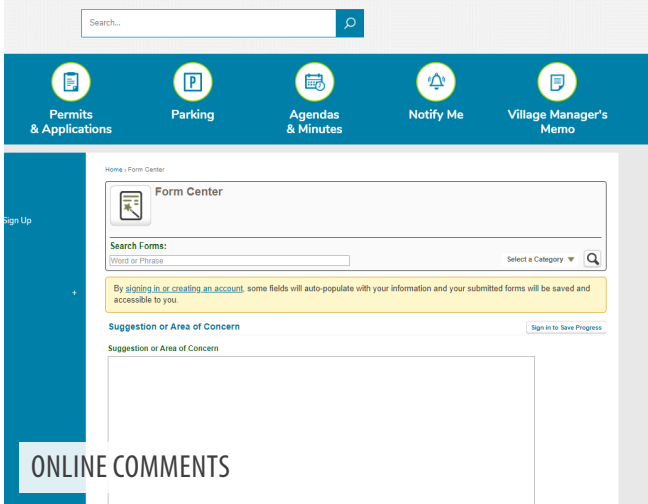 Search...
Permits
& Applications
P
Parking
Agendas
& Minutes
Notify Me
Village Manager's
Memo
Home › Form Center
Sign Up
Form Center
Search Forms:
Word or Phrase
Select a Category ▼
+
By signing in or creating an account, some fields will auto-populate with your information and your submitted forms will be saved and
accessible to you.
Suggestion or Area of Concern
Sign in to Save Progress
Suggestion or Area of Concern
ONLINE COMMENTS